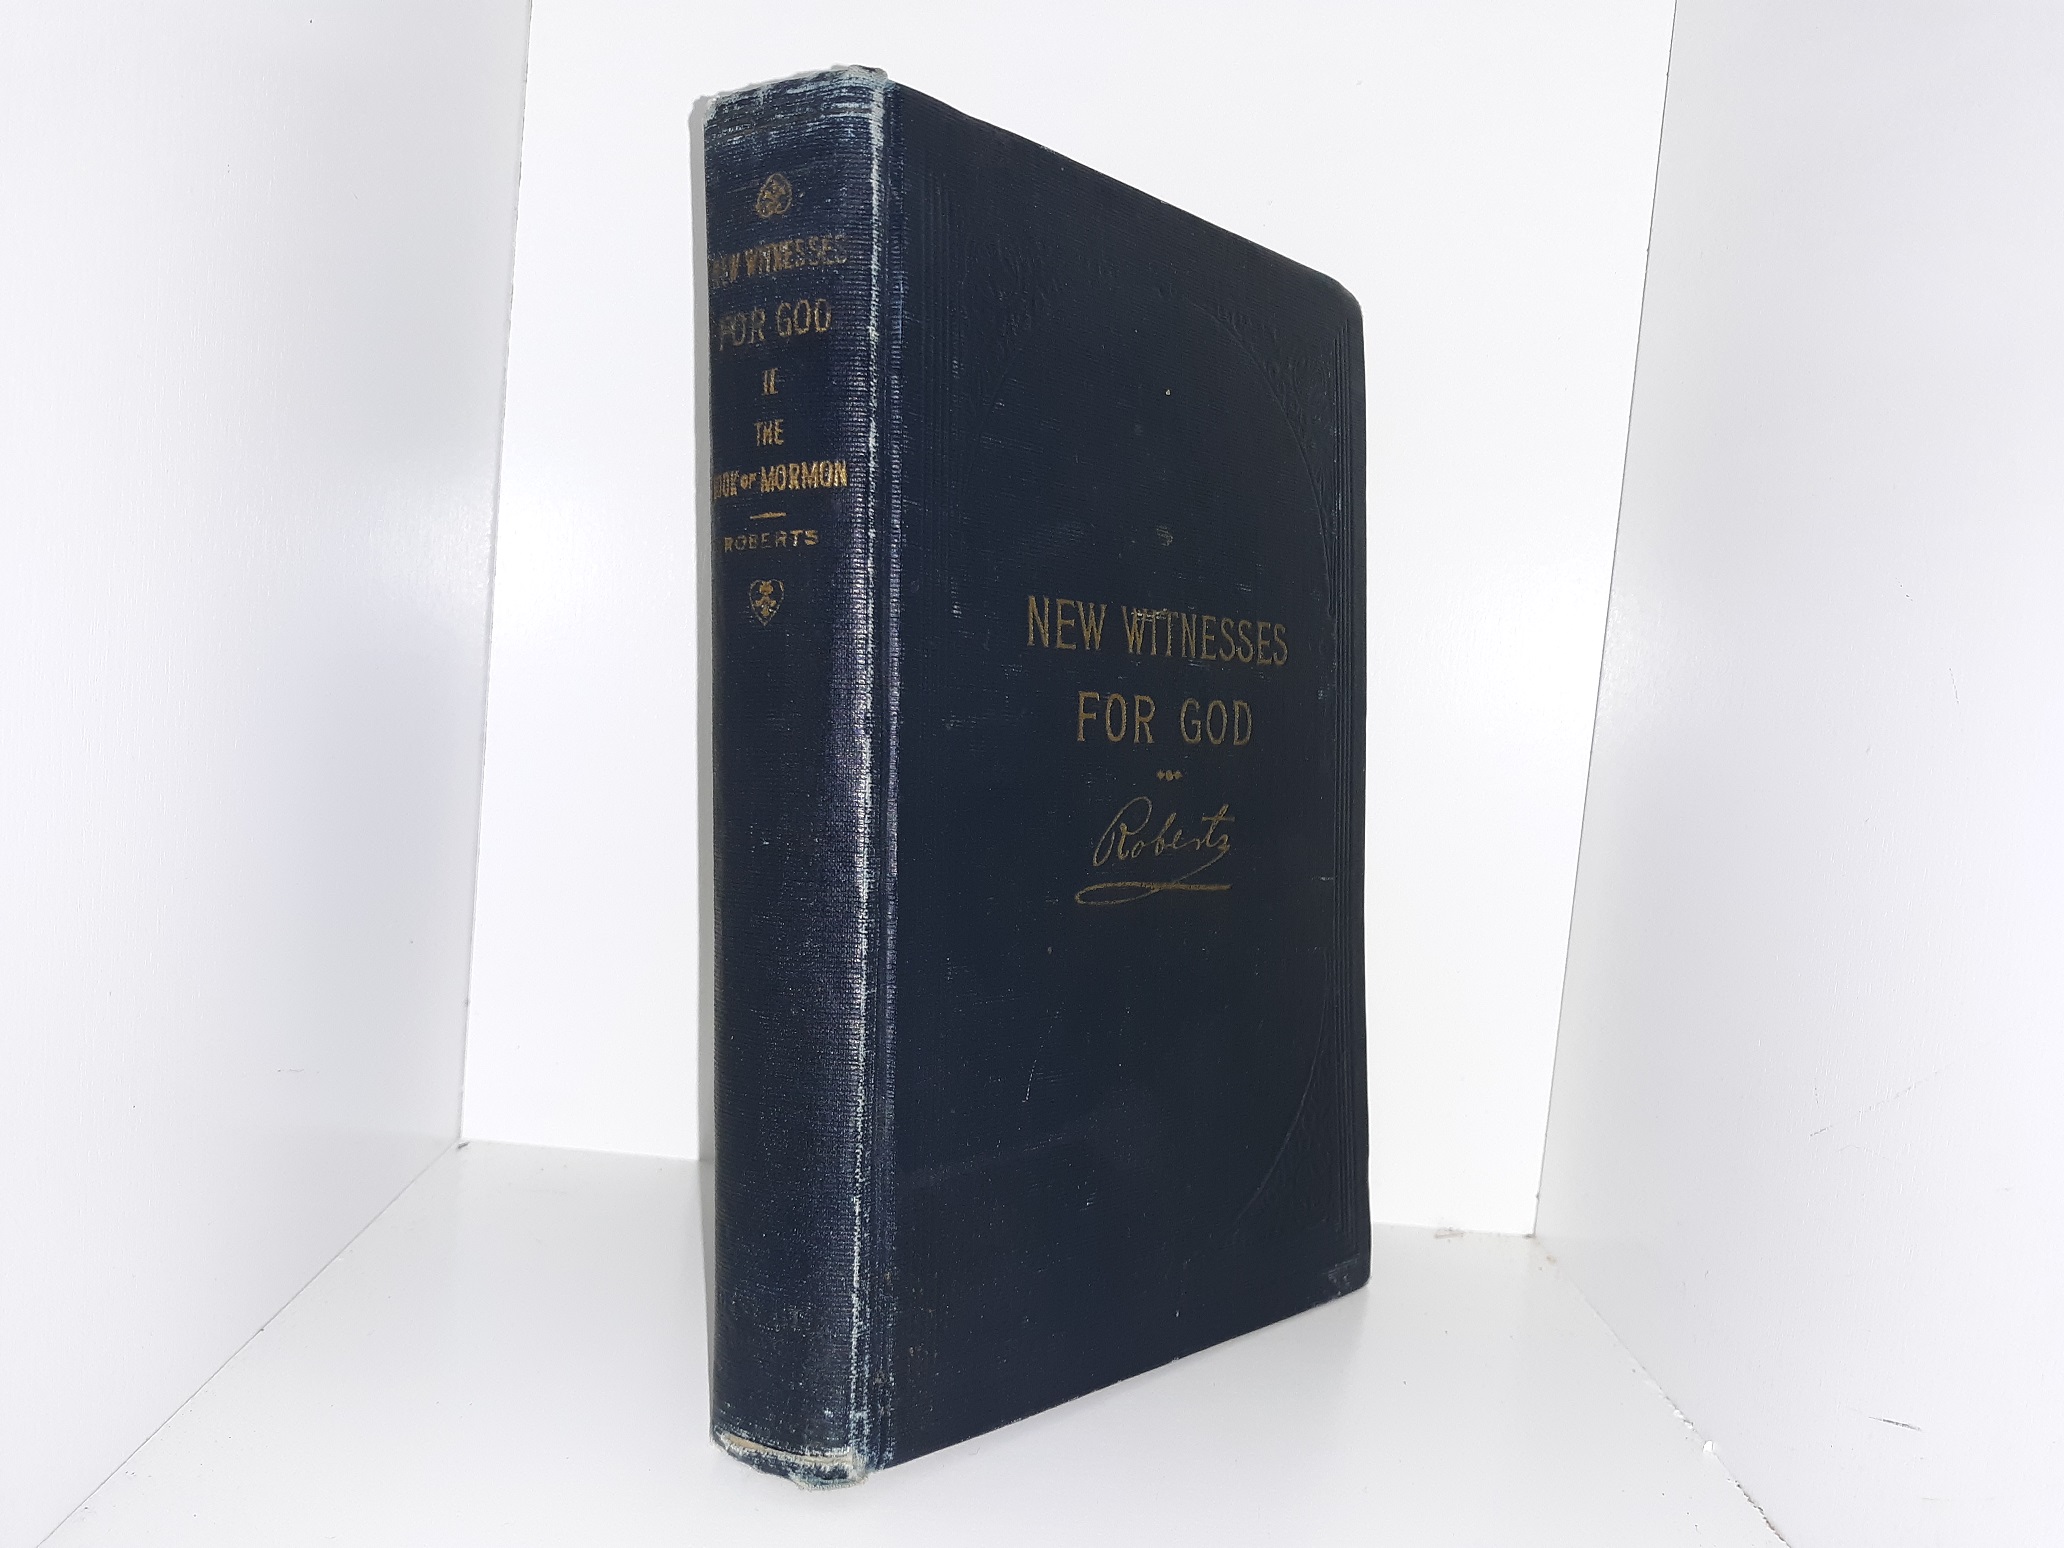 NEW WITNESSES
FOR GOD
II
THE
BOOK OF MORMON
ROBERTS
NEW WITNESSES
FOR GOD
Roberts